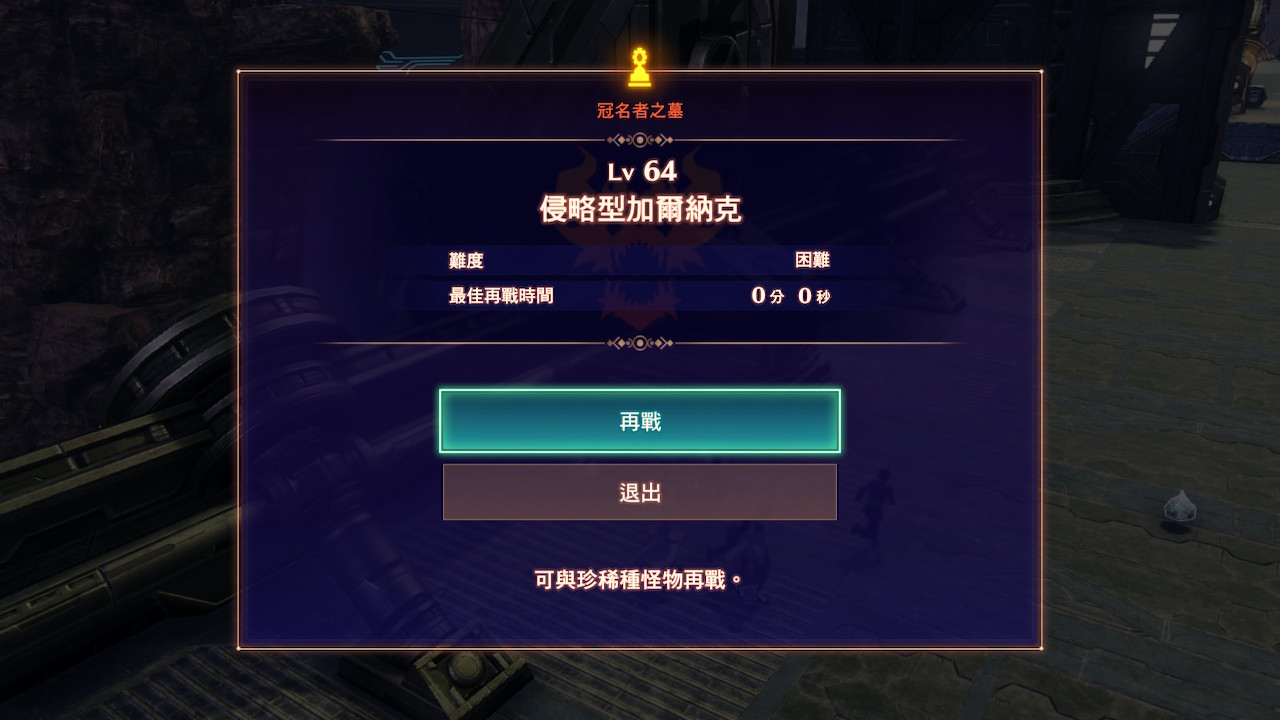 冠名者之墓
Lv 64
侵略型加爾納克
難度 困難
最佳再戰時間 0分 0秒
再戰
退出
可與珍稀種怪物再戰。